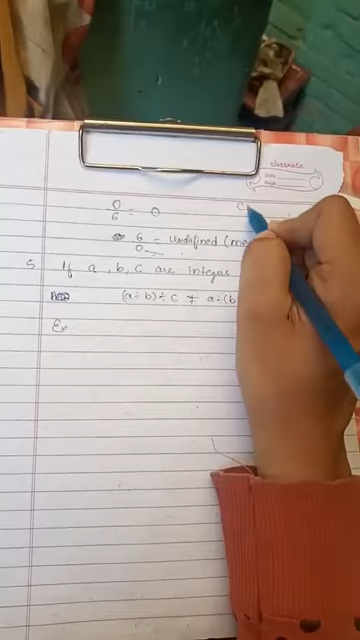 classmate
Date
Page
0/6 = 0 C
6/0 = undefined (me
5 If a, b, c are integers
(a÷b)÷c ≠ a÷(b
Ex